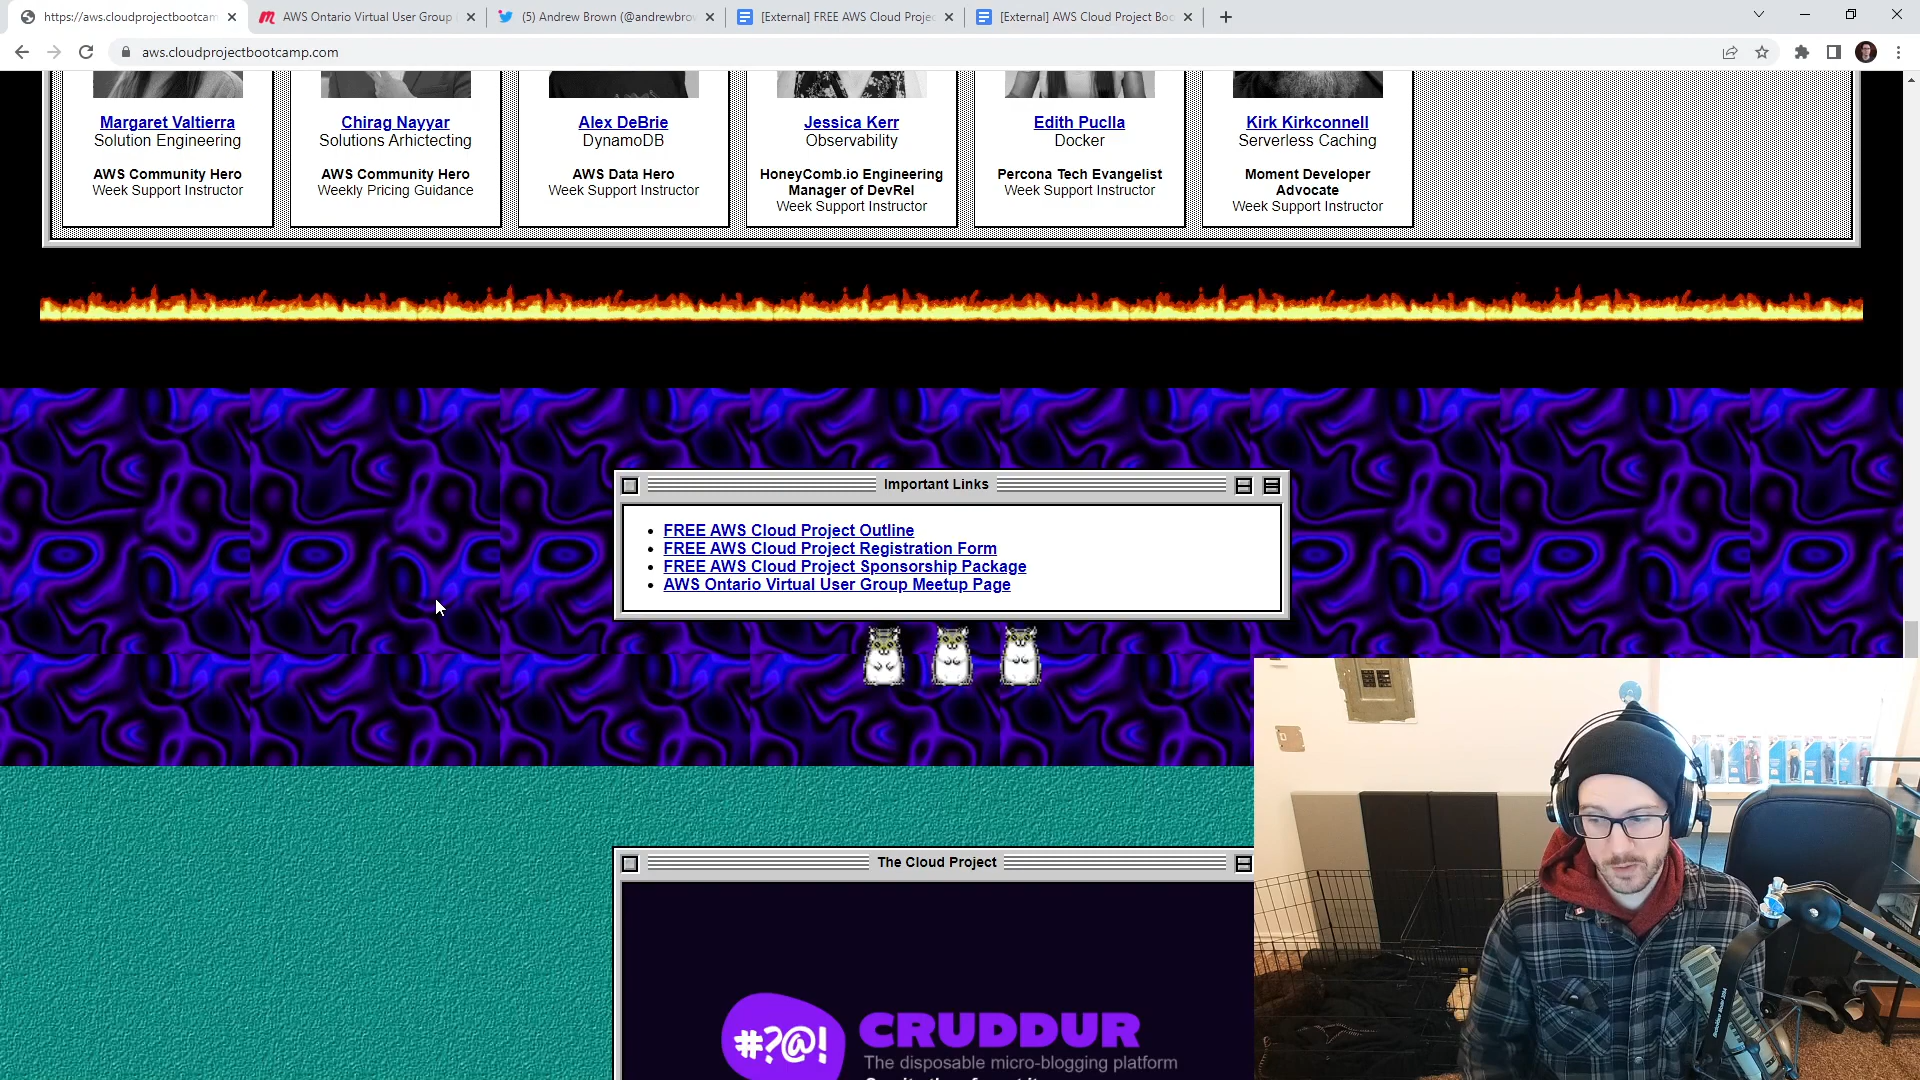 https://aws.cloudprojectbootcam
AWS Ontario Virtual User Group
(5) Andrew Brown (@andrewbro
[External] FREE AWS Cloud Projec
[External] AWS Cloud Project Boo
aws.cloudprojectbootcamp.com
Margaret Valtierra
Solution Engineering
AWS Community Hero
Week Support Instructor
Chirag Nayyar
Solutions Arhictecting
AWS Community Hero
Weekly Pricing Guidance
Alex DeBrie
DynamoDB
AWS Data Hero
Week Support Instructor
Jessica Kerr
Observability
HoneyComb.io Engineering
Manager of DevRel
Week Support Instructor
Edith Puclla
Docker
Percona Tech Evangelist
Week Support Instructor
Kirk Kirkconnell
Serverless Caching
Moment Developer
Advocate
Week Support Instructor
Important Links
• FREE AWS Cloud Project Outline
• FREE AWS Cloud Project Registration Form
• FREE AWS Cloud Project Sponsorship Package
• AWS Ontario Virtual User Group Meetup Page
The Cloud Project
#?@!
CRUDDUR
The disposable micro-blogging platform